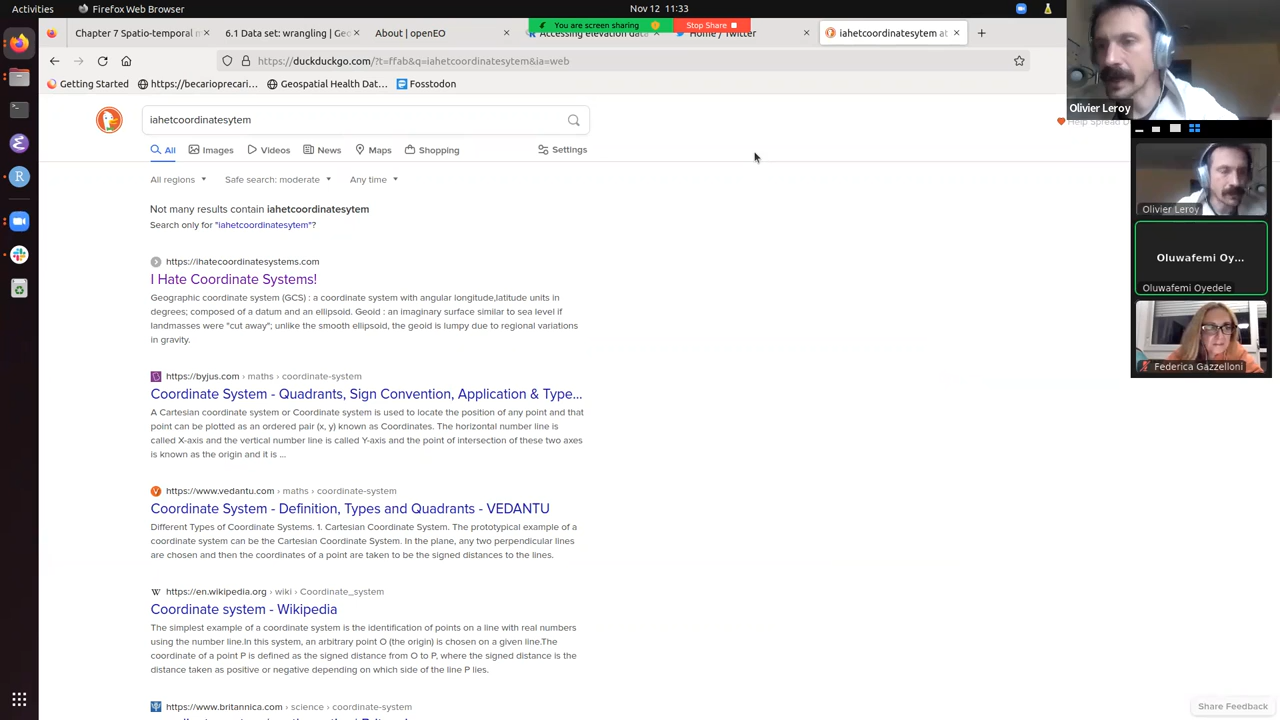 Activities
Firefox Web Browser
Nov 12 11:33
You are screen sharing
Stop Share
Chapter 7 Spatio-temporal m
6.1 Data set: wrangling | Geo
About | openEO
Accessing elevation data
Home / Twitter
iahetcoordinatesytem at
https://duckduckgo.com/?t=ffab&q=iahetcoordinatesytem&ia=web
Getting Started
https://becarioprecari...
Geospatial Health Dat...
Fosstodon
Olivier Leroy
iahetcoordinatesytem
Help Spread D
All
Images
Videos
News
Maps
Shopping
Settings
All regions
Safe search: moderate
Any time
Not many results contain iahetcoordinatesytem
Search only for "iahetcoordinatesytem"?
https://ihatecoordinatesystems.com
I Hate Coordinate Systems!
Geographic coordinate system (GCS) : a coordinate system with angular longitude,latitude units in
degrees; composed of a datum and an ellipsoid. Geoid : an imaginary surface similar to sea level if
landmasses were "cut away"; unlike the smooth ellipsoid, the geoid is lumpy due to regional variations
in gravity.
https://byjus.com › maths › coordinate-system
Coordinate System - Quadrants, Sign Convention, Application & Type...
A Cartesian coordinate system or Coordinate system is used to locate the position of any point and that
point can be plotted as an ordered pair (x, y) known as Coordinates. The horizontal number line is
called X-axis and the vertical number line is called Y-axis and the point of intersection of these two axes
is known as the origin and it is ...
https://www.vedantu.com › maths › coordinate-system
Coordinate System - Definition, Types and Quadrants - VEDANTU
Different Types of Coordinate Systems. 1. Cartesian Coordinate System. The prototypical example of a
coordinate system can be the Cartesian Coordinate System. In the plane, any two perpendicular lines
are chosen and then the coordinates of a point are taken to be the signed distances to the lines.
https://en.wikipedia.org › wiki › Coordinate_system
Coordinate system - Wikipedia
The simplest example of a coordinate system is the identification of points on a line with real numbers
using the number line.In this system, an arbitrary point O (the origin) is chosen on a given line.The
coordinate of a point P is defined as the signed distance from O to P, where the signed distance is the
distance taken as positive or negative depending on which side of the line P lies.
https://www.britannica.com › science › coordinate-system
Olivier Leroy
Oluwafemi Oy...
Oluwafemi Oyedele
Federica Gazzelloni
Share Feedback